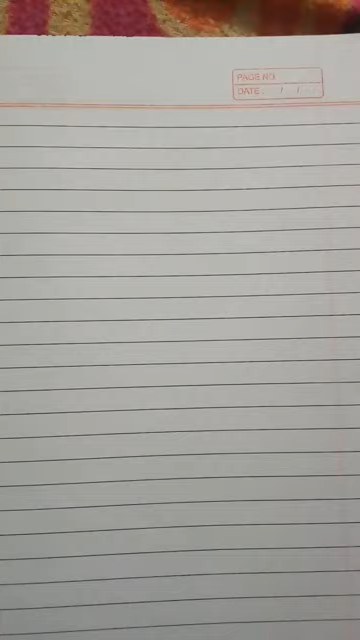 PAGE NO.
DATE : / /